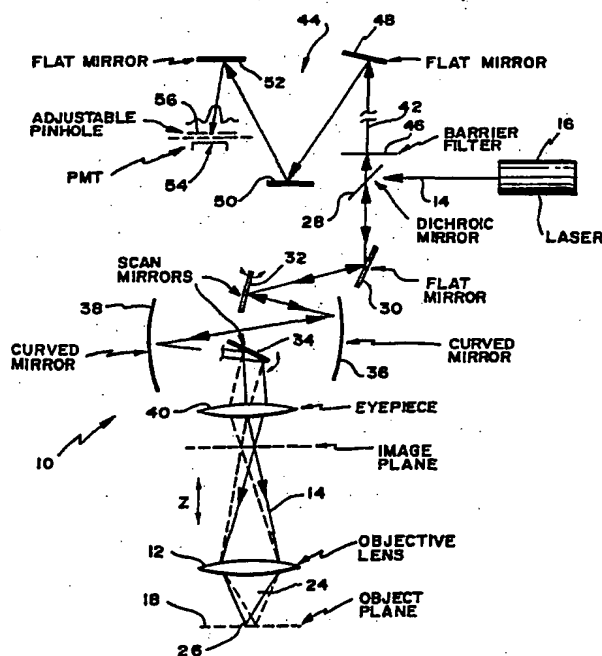 44
48
FLAT MIRROR
52
FLAT MIRROR
56
42
ADJUSTABLE
PINHOLE
46
BARRIER
FILTER
16
PMT
54
50
28
14
DICHROIC
MIRROR
LASER
SCAN
MIRRORS
32
FLAT
MIRROR
30
38
34
CURVED
MIRROR
36
CURVED
MIRROR
40
EYEPIECE
10
IMAGE
PLANE
Z
14
12
OBJECTIVE
LENS
24
18
OBJECT
PLANE
26